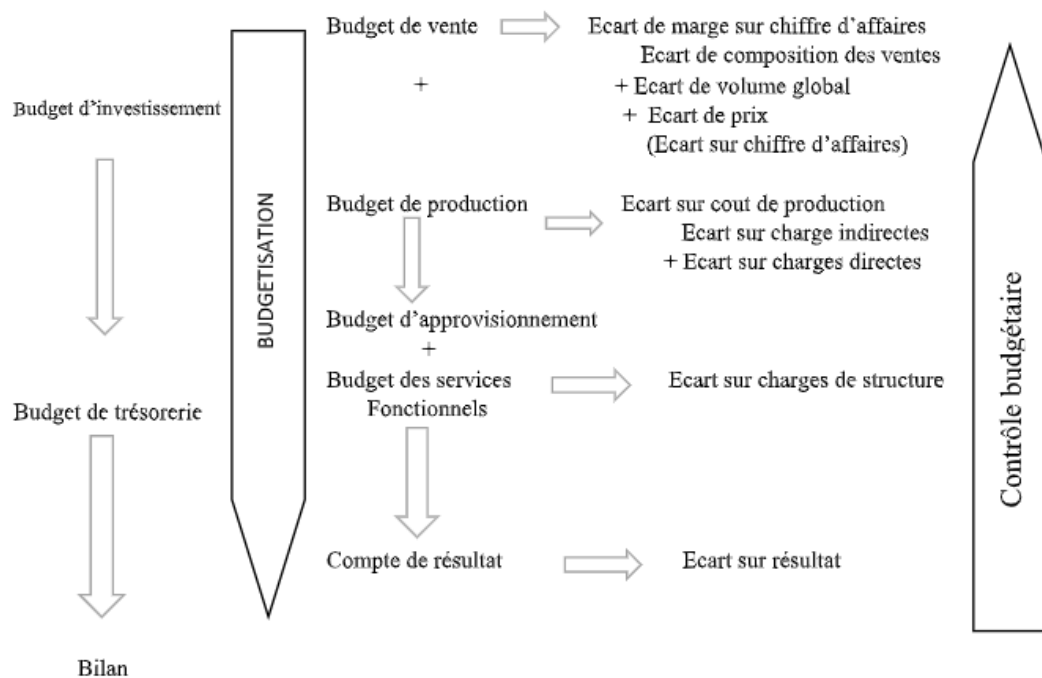 Budget de vente
Ecart de marge sur chiffre d'affaires
Ecart de composition des ventes
+
+ Ecart de volume global
Budget d'investissement
+ Ecart de prix
(Ecart sur chiffre d'affaires)
BUDGETISATION
Budget de production
Ecart sur cout de production
Ecart sur charge indirectes
+ Ecart sur charges directes
Budget d'approvisionnement
+
Budget des services
Fonctionnels
Ecart sur charges de structure
Budget de trésorerie
Contrôle budgétaire
Compte de résultat
Ecart sur résultat
Bilan